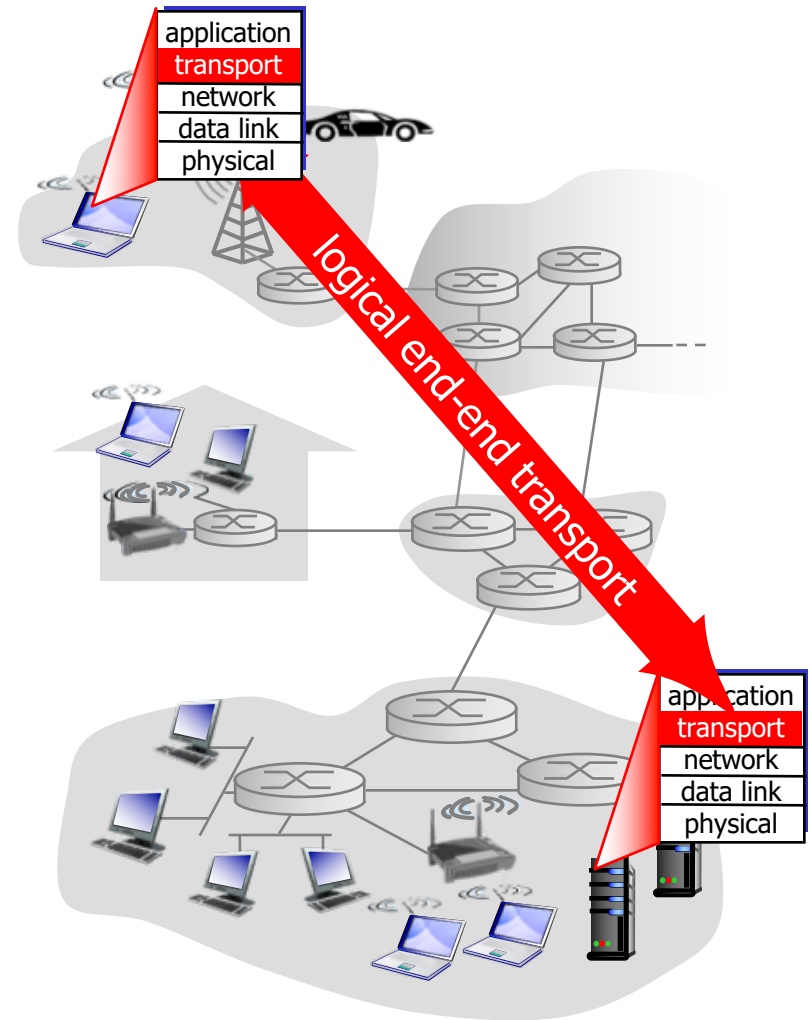 application
transport
network
data link
physical
logical end-end transport
application
transport
network
data link
physical